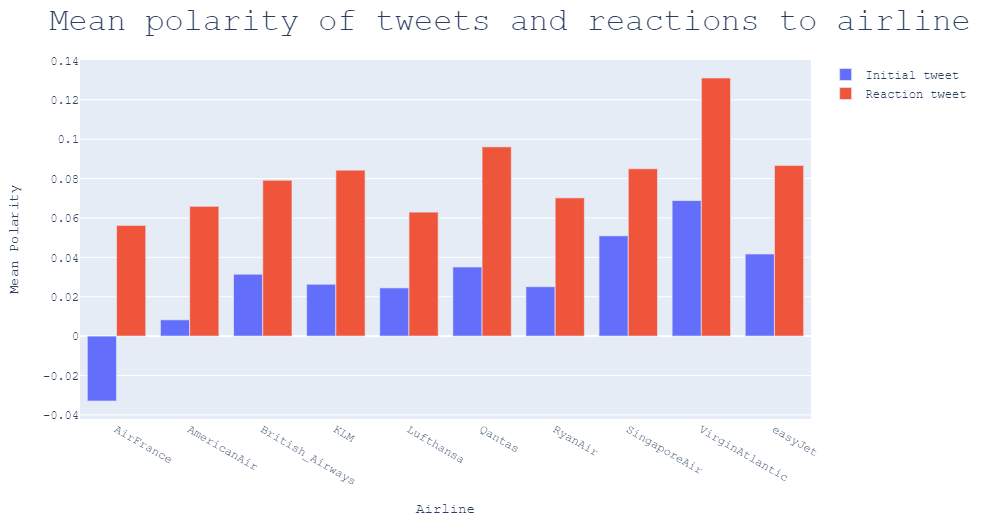 Mean polarity of tweets and reactions to airline
Initial tweet
Reaction tweet
Mean Polarity
0.14
0.12
0.1
0.08
0.06
0.04
0.02
0
−0.02
−0.04
AirFrance
AmericanAir
British_Airways
KLM
Lufthansa
Qantas
RyanAir
SingaporeAir
VirginAtlantic
easyJet
Airline